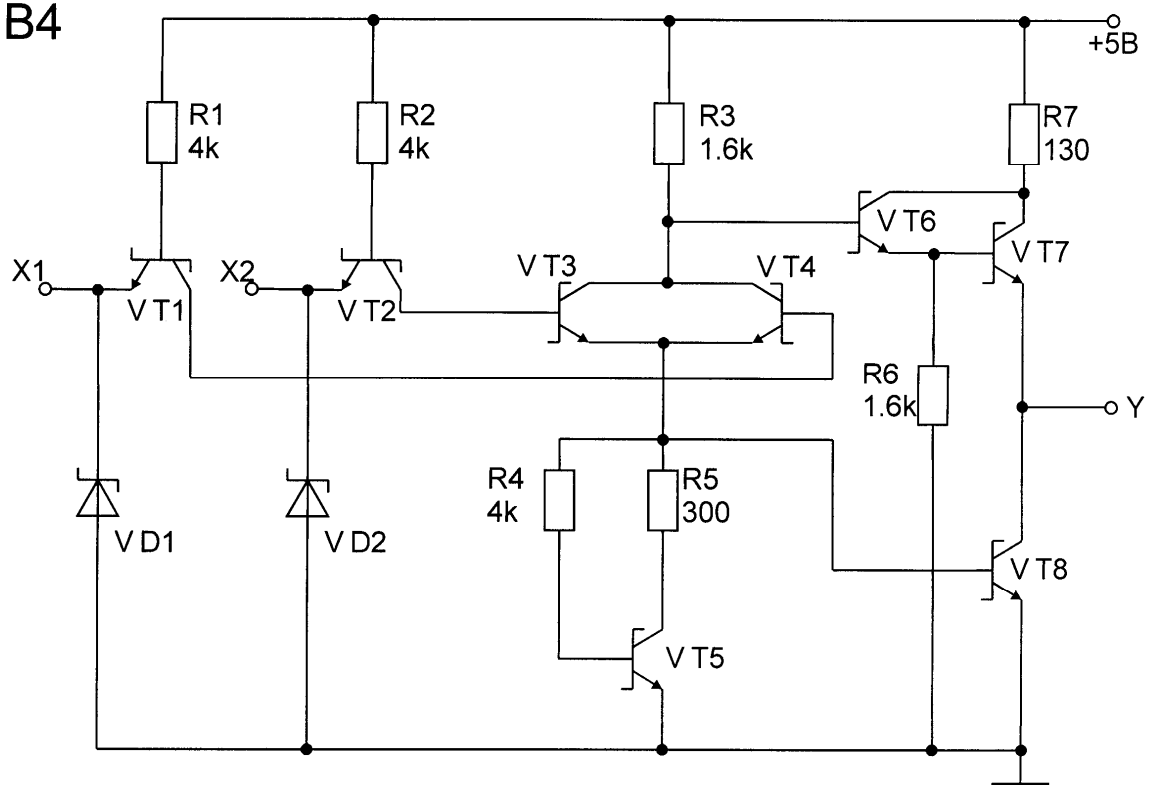 B4
+5В
R1
4k
R2
4k
R3
1.6k
R7
130
VT6
VT7
X1
X2
VT1
VT2
VT3
VT4
R6
1.6k
Y
R4
4k
R5
300
VD1
VD2
VT8
VT5